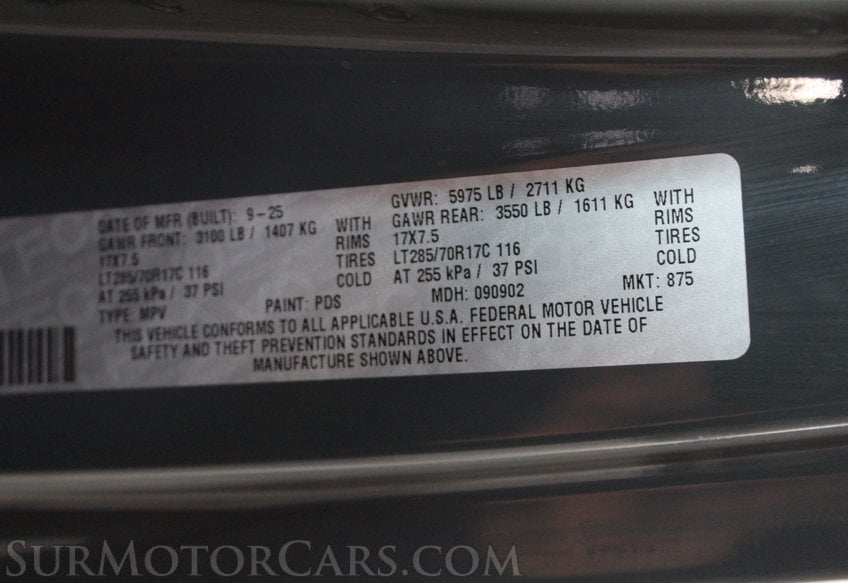 DATE OF MFR (BUILT): 9-25 GVWR: 5975 LB / 2711 KG
GAWR FRONT: 3100 LB / 1407 KG WITH GAWR REAR: 3550 LB / 1611 KG WITH
17X7.5 RIMS 17X7.5 RIMS
LT285/70R17C 116 TIRES LT285/70R17C 116 TIRES
AT 255 kPa / 37 PSI COLD AT 255 kPa / 37 PSI COLD
TYPE: MPV PAINT: PDS MDH: 090902 MKT: 875
THIS VEHICLE CONFORMS TO ALL APPLICABLE U.S.A. FEDERAL MOTOR VEHICLE
SAFETY AND THEFT PREVENTION STANDARDS IN EFFECT ON THE DATE OF
MANUFACTURE SHOWN ABOVE.
SURMOTORCARS.COM